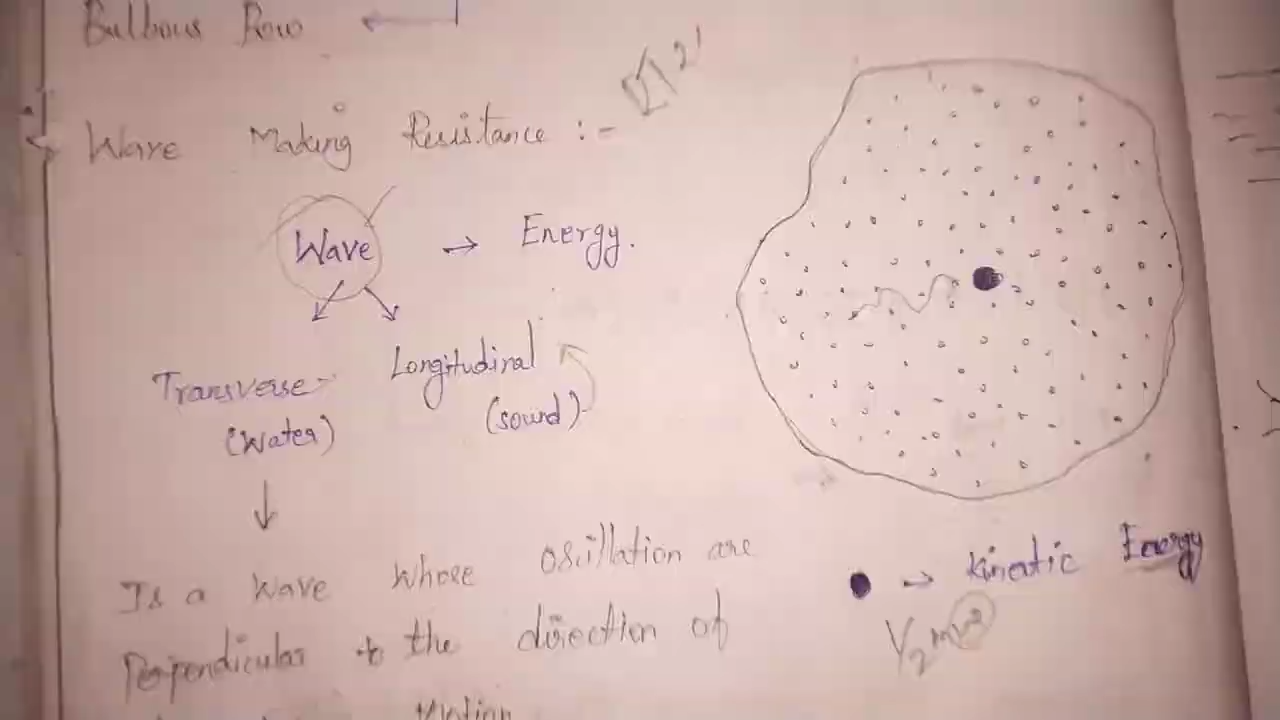 Bulbous Bow ←
Wave Making Resistance :-
Wave → Energy.
Transverse
(Water)
Longitudinal
(sound)
Is a wave whose oscillation are
Perpendicular to the direction of
Motion
→ Kinetic Energy
1/2 mv²